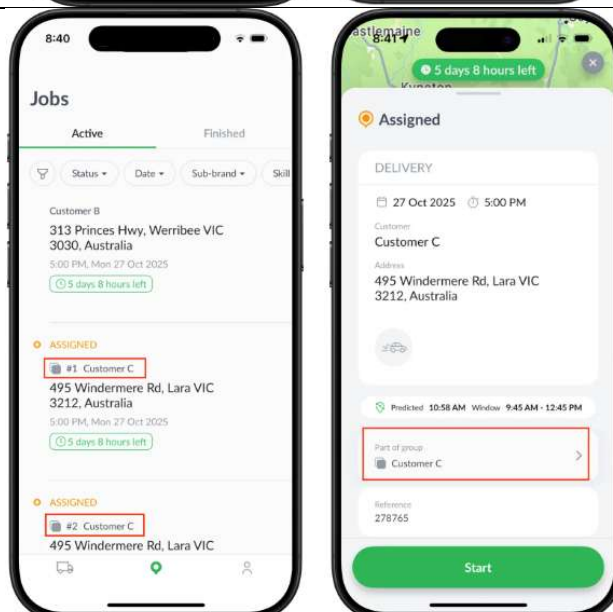 8:40
Jobs
Active
Finished
Status
Date
Sub-brand
Skill
Customer B
313 Princes Hwy, Werribee VIC
3030, Australia
5:00 PM, Mon 27 Oct 2025
5 days 8 hours left
ASSIGNED
#1 Customer C
495 Windermere Rd, Lara VIC
3212, Australia
5:00 PM, Mon 27 Oct 2025
5 days 8 hours left
ASSIGNED
#2 Customer C
495 Windermere Rd, Lara VIC
8:41
5 days 8 hours left
Assigned
DELIVERY
27 Oct 2025 5:00 PM
Customer
Customer C
Address
495 Windermere Rd, Lara VIC
3212, Australia
Predicted 10:58 AM Window 9:45 AM - 12:45 PM
Part of group
Customer C
Reference
278765
Start